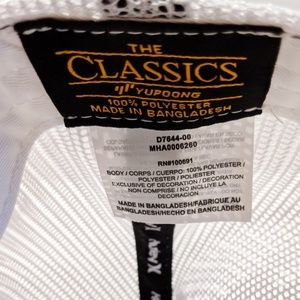 THE
CLASSICS
YUPOONG
100% POLYESTER
MADE IN BANGLADESH
D7644-00
MHA0006260
RN#100691
BODY / CORPS / CUERPO: 100% POLYESTER /
POLYESTER / POLIESTER
EXCLUSIVE OF DECORATION / DECORATION
NON COMPRISE / NO INCLUYE LA
DECORACION
MADE IN BANGLADESH/FABRIQUE AU
BANGLADESH/HECHO EN BANGLADESH